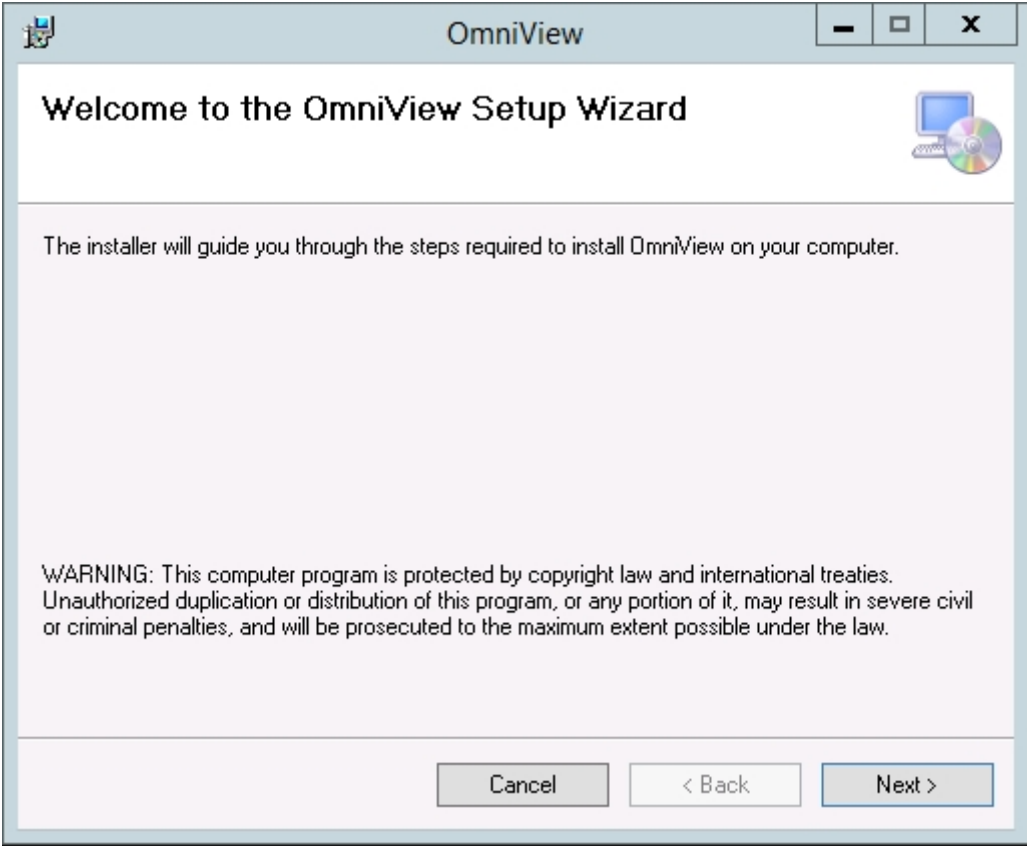 OmniView
Welcome to the OmniView Setup Wizard
The installer will guide you through the steps required to install OmniView on your computer.
WARNING: This computer program is protected by copyright law and international treaties.
Unauthorized duplication or distribution of this program, or any portion of it, may result in severe civil
or criminal penalties, and will be prosecuted to the maximum extent possible under the law.
Cancel
< Back
Next >